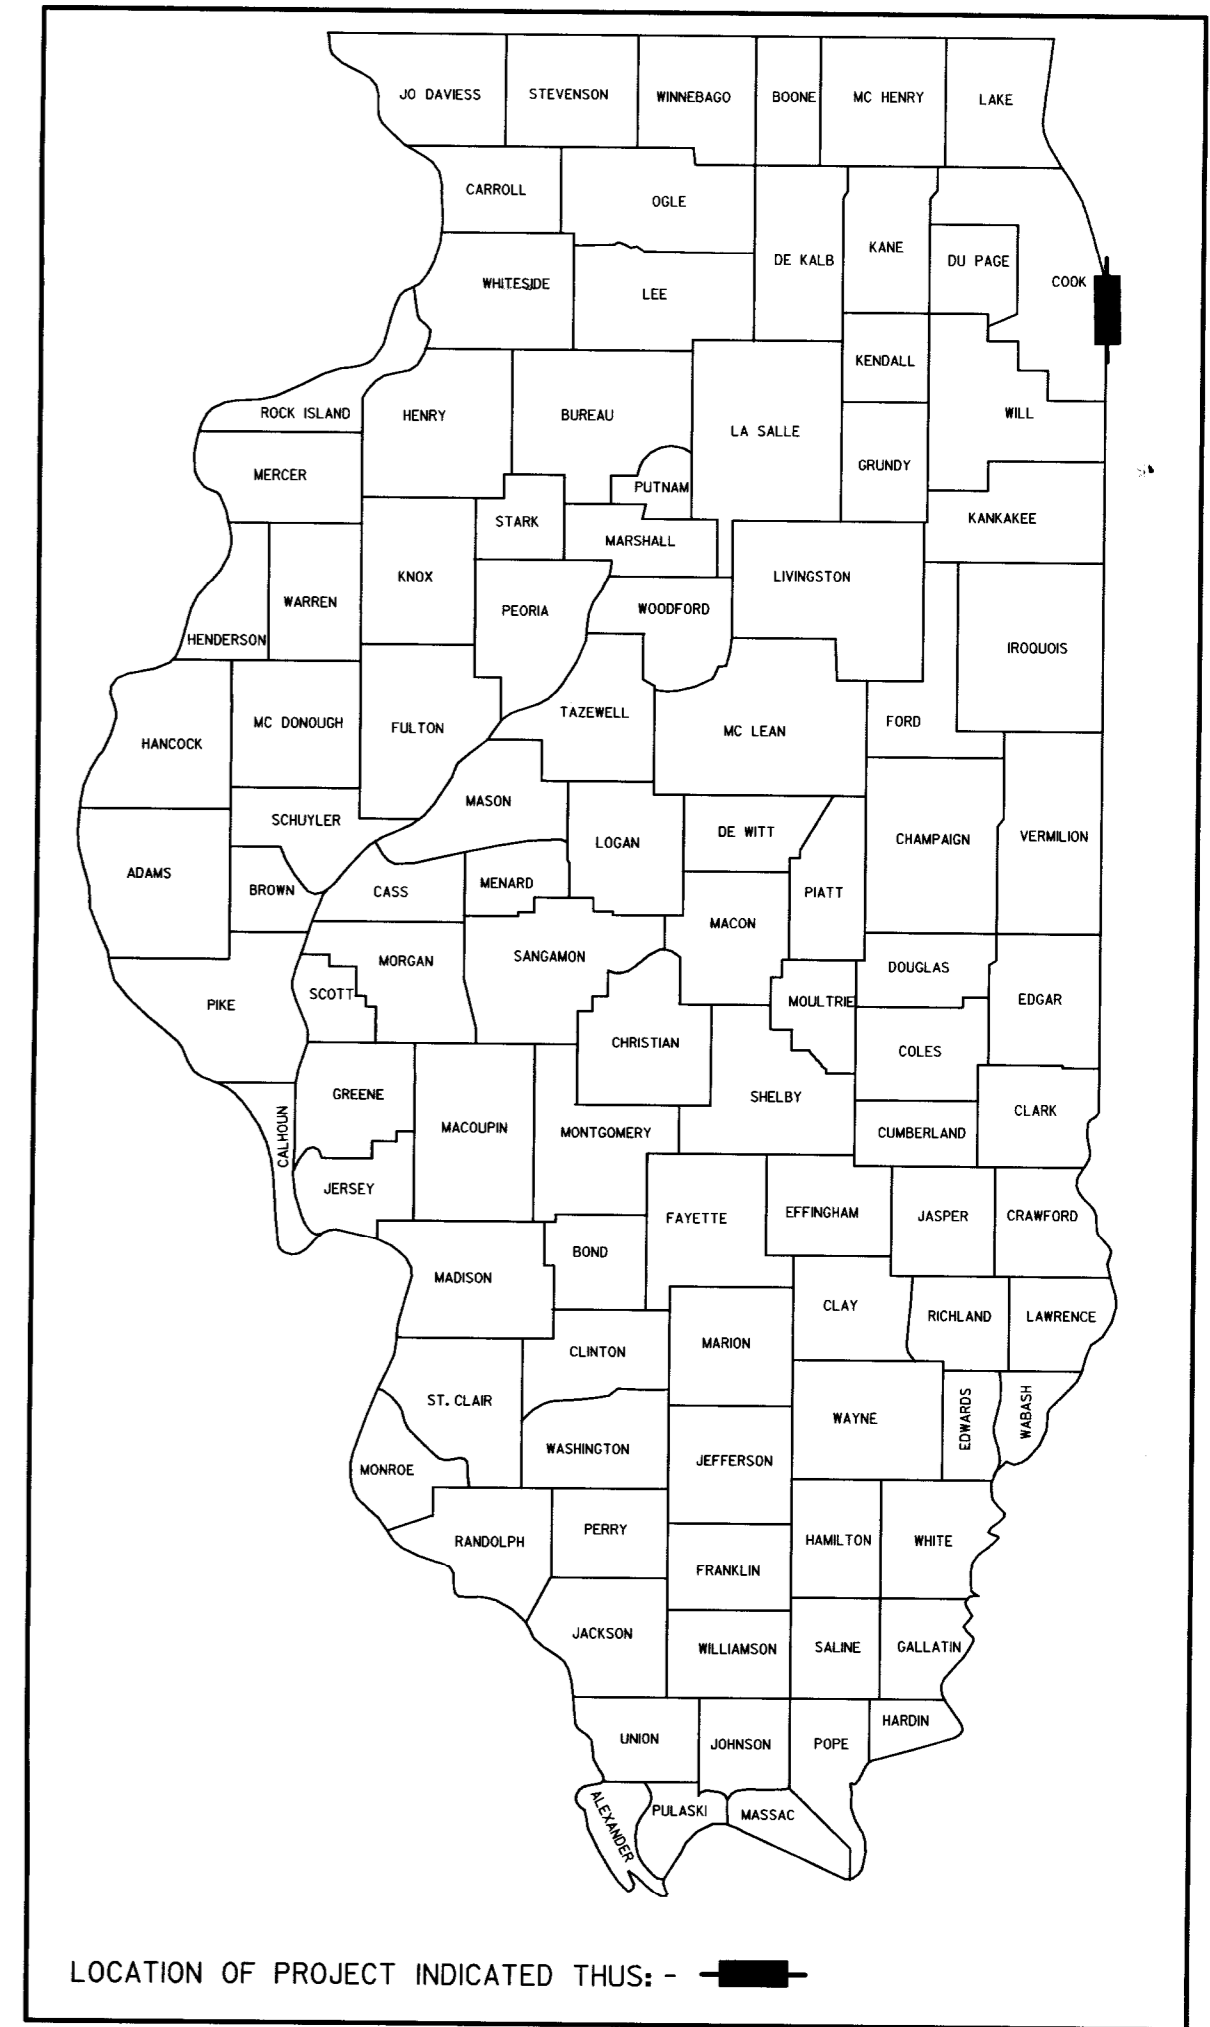 JO DAVIESS STEVENSON WINNEBAGO BOONE MC HENRY LAKE
CARROLL OGLE
WHITESIDE LEE DE KALB KANE DU PAGE COOK
ROCK ISLAND HENRY BUREAU LA SALLE KENDALL WILL
MERCER PUTNAM GRUNDY
STARK MARSHALL KANKAKEE
KNOX LIVINGSTON
WARREN PEORIA WOODFORD
HENDERSON IROQUOIS
HANCOCK MC DONOUGH FULTON TAZEWELL MC LEAN FORD
SCHUYLER MASON
ADAMS LOGAN DE WITT CHAMPAIGN VERMILION
BROWN CASS MENARD PIATT
MACON
PIKE SCOTT MORGAN SANGAMON MOULTRIE DOUGLAS EDGAR
CHRISTIAN COLES
GREENE SHELBY
CALHOUN MACOUPIN MONTGOMERY CUMBERLAND CLARK
JERSEY
FAYETTE EFFINGHAM JASPER CRAWFORD
BOND
MADISON CLAY RICHLAND LAWRENCE
CLINTON MARION
ST. CLAIR WAYNE EDWARDS WABASH
MONROE WASHINGTON JEFFERSON
RANDOLPH PERRY HAMILTON WHITE
FRANKLIN
JACKSON WILLIAMSON SALINE GALLATIN
UNION JOHNSON POPE HARDIN
ALEXANDER PULASKI MASSAC
LOCATION OF PROJECT INDICATED THUS: -